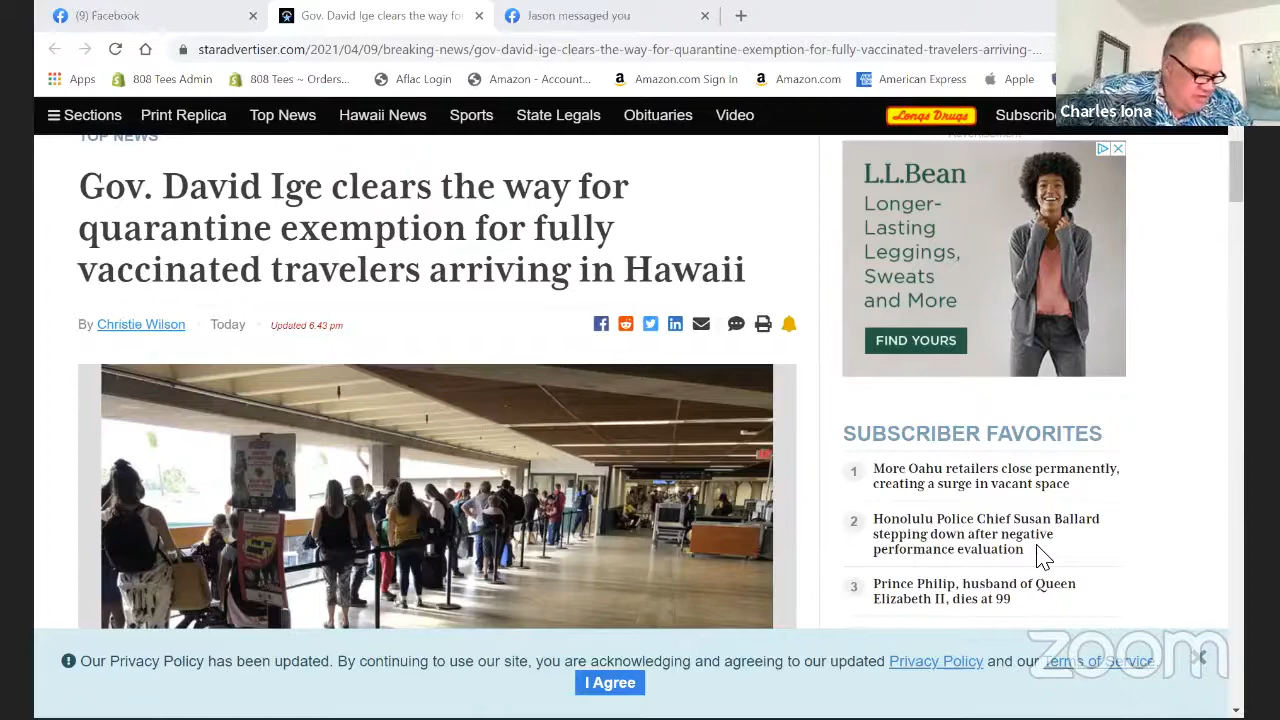 (9) Facebook
Gov. David Ige clears the way for
Jason messaged you
staradvertiser.com/2021/04/09/breaking-news/gov-david-ige-clears-the-way-for-quarantine-exemption-for-fully-vaccinated-travelers-arriving-...
Apps 808 Tees Admin 808 Tees ~ Orders... Aflac Login Amazon - Account... Amazon.com Sign In Amazon.com American Express Apple
Charles Iona
Sections Print Replica Top News Hawaii News Sports State Legals Obituaries Video Longs Drugs Subscribe
TOP NEWS
Advertisement
Gov. David Ige clears the way for
quarantine exemption for fully
vaccinated travelers arriving in Hawaii
By Christie Wilson Today Updated 6:43 pm
L.L.Bean
Longer-
Lasting
Leggings,
Sweats
and More
FIND YOURS
SUBSCRIBER FAVORITES
1 More Oahu retailers close permanently,
creating a surge in vacant space
2 Honolulu Police Chief Susan Ballard
stepping down after negative
performance evaluation
3 Prince Philip, husband of Queen
Elizabeth II, dies at 99
Our Privacy Policy has been updated. By continuing to use our site, you are acknowledging and agreeing to our updated Privacy Policy and our Terms of Service.
I Agree
zoom